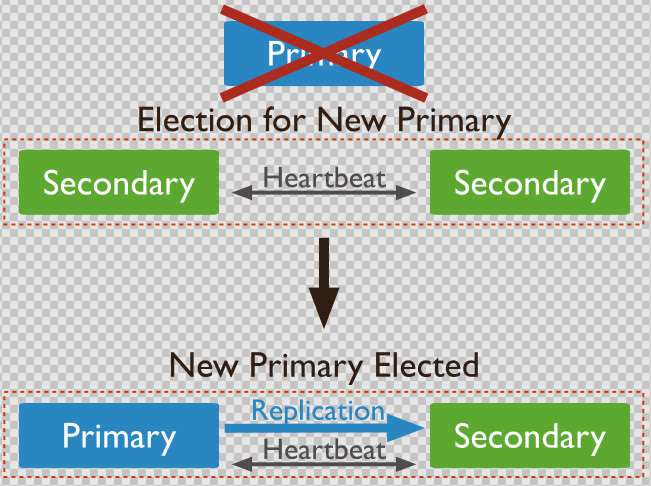 Primary
Election for New Primary
Secondary
Heartbeat
Secondary
New Primary Elected
Primary
Replication
Heartbeat
Secondary